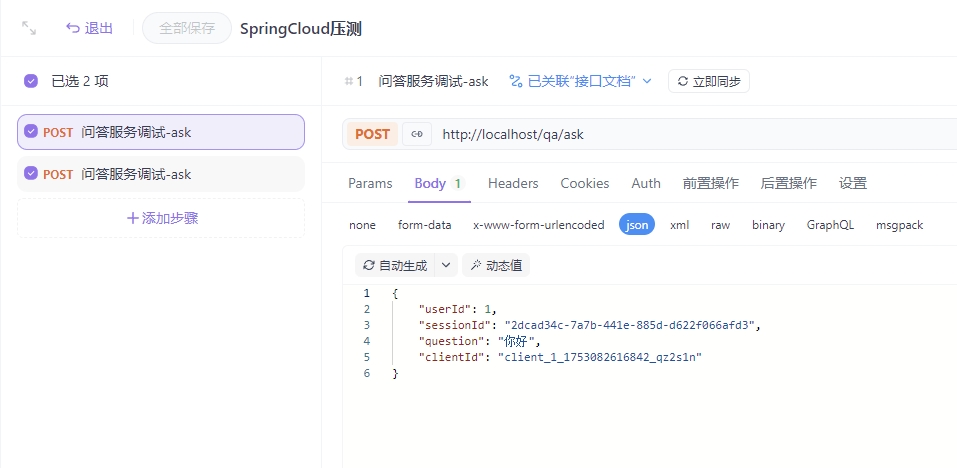 退出 全部保存 SpringCloud压测
已选 2 项
POST 问答服务调试-ask
POST 问答服务调试-ask
添加步骤
1 问答服务调试-ask 已关联“接口文档” 立即同步
POST http://localhost/qa/ask
Params Body 1 Headers Cookies Auth 前置操作 后置操作 设置
none form-data x-www-form-urlencoded json xml raw binary GraphQL msgpack
自动生成 动态值
1 {
2 "userId": 1,
3 "sessionId": "2dcad34c-7a7b-441e-885d-d622f066afd3",
4 "question": "你好",
5 "clientId": "client_1_1753082616842_qz2s1n"
6 }